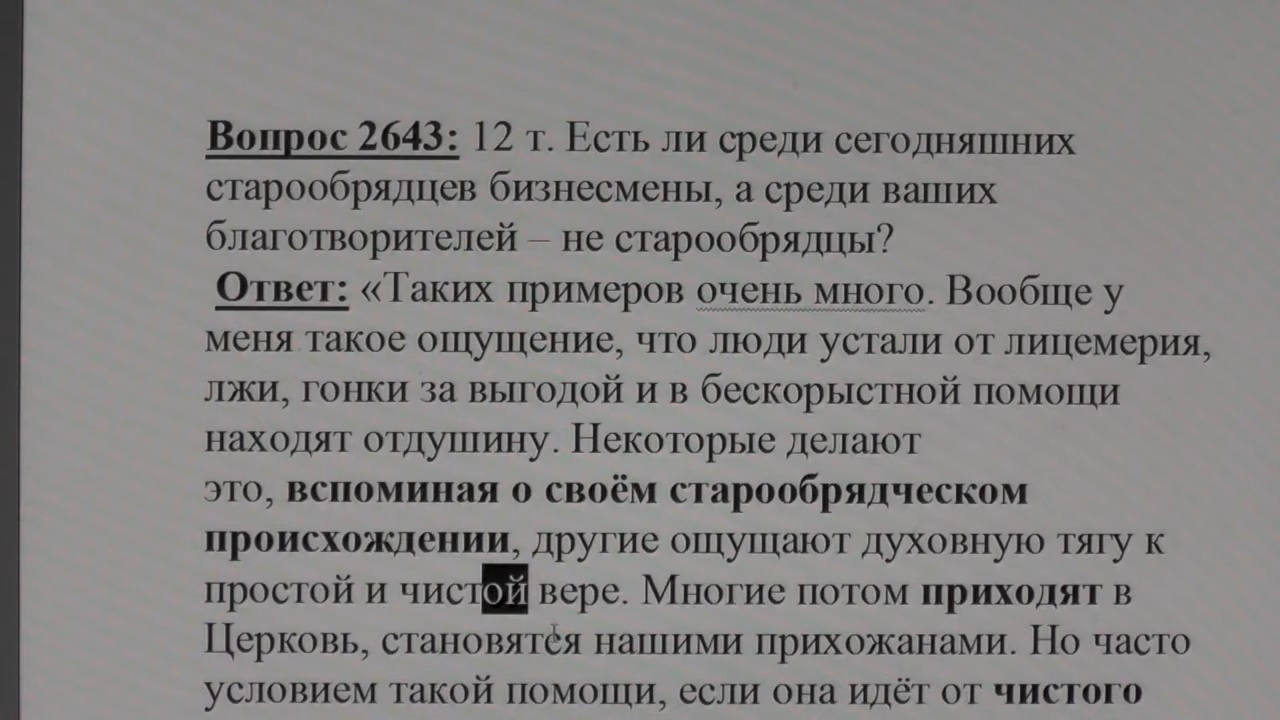 Вопрос 2643: 12 т. Есть ли среди сегодняшних
старообрядцев бизнесмены, а среди ваших
благотворителей – не старообрядцы?
Ответ: «Таких примеров очень много. Вообще у
меня такое ощущение, что люди устали от лицемерия,
лжи, гонки за выгодой и в бескорыстной помощи
находят отдушину. Некоторые делают
это, вспоминая о своём старообрядческом
происхождении, другие ощущают духовную тягу к
простой и чистой вере. Многие потом приходят в
Церковь, становятся нашими прихожанами. Но часто
условием такой помощи, если она идёт от чистого